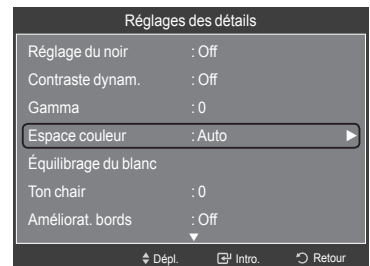 Réglages des détails
Réglage du noir : Off
Contraste dynam. : Off
Gamma : 0
Espace couleur : Auto
Équilibrage du blanc
Ton chair : 0
Améliorat. bords : Off
Dépl. Intro. Retour